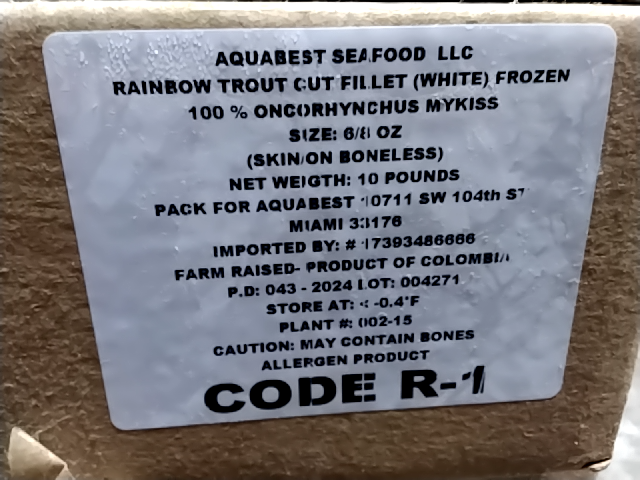 AQUABEST SEAFOOD LLC
RAINBOW TROUT CUT FILLET (WHITE) FROZEN
100 % ONCORHYNCHUS MYKISS
SIZE: 6/8 OZ
(SKIN/ON BONELESS)
NET WEIGTH: 10 POUNDS
PACK FOR AQUABEST 10711 SW 104th ST
MIAMI 33176
IMPORTED BY: # 17393486666
FARM RAISED- PRODUCT OF COLOMBIA
P.D: 043 - 2024 LOT: 004271
STORE AT: < -0.4°F
PLANT #: 002-15
CAUTION: MAY CONTAIN BONES
ALLERGEN PRODUCT
CODE R-1